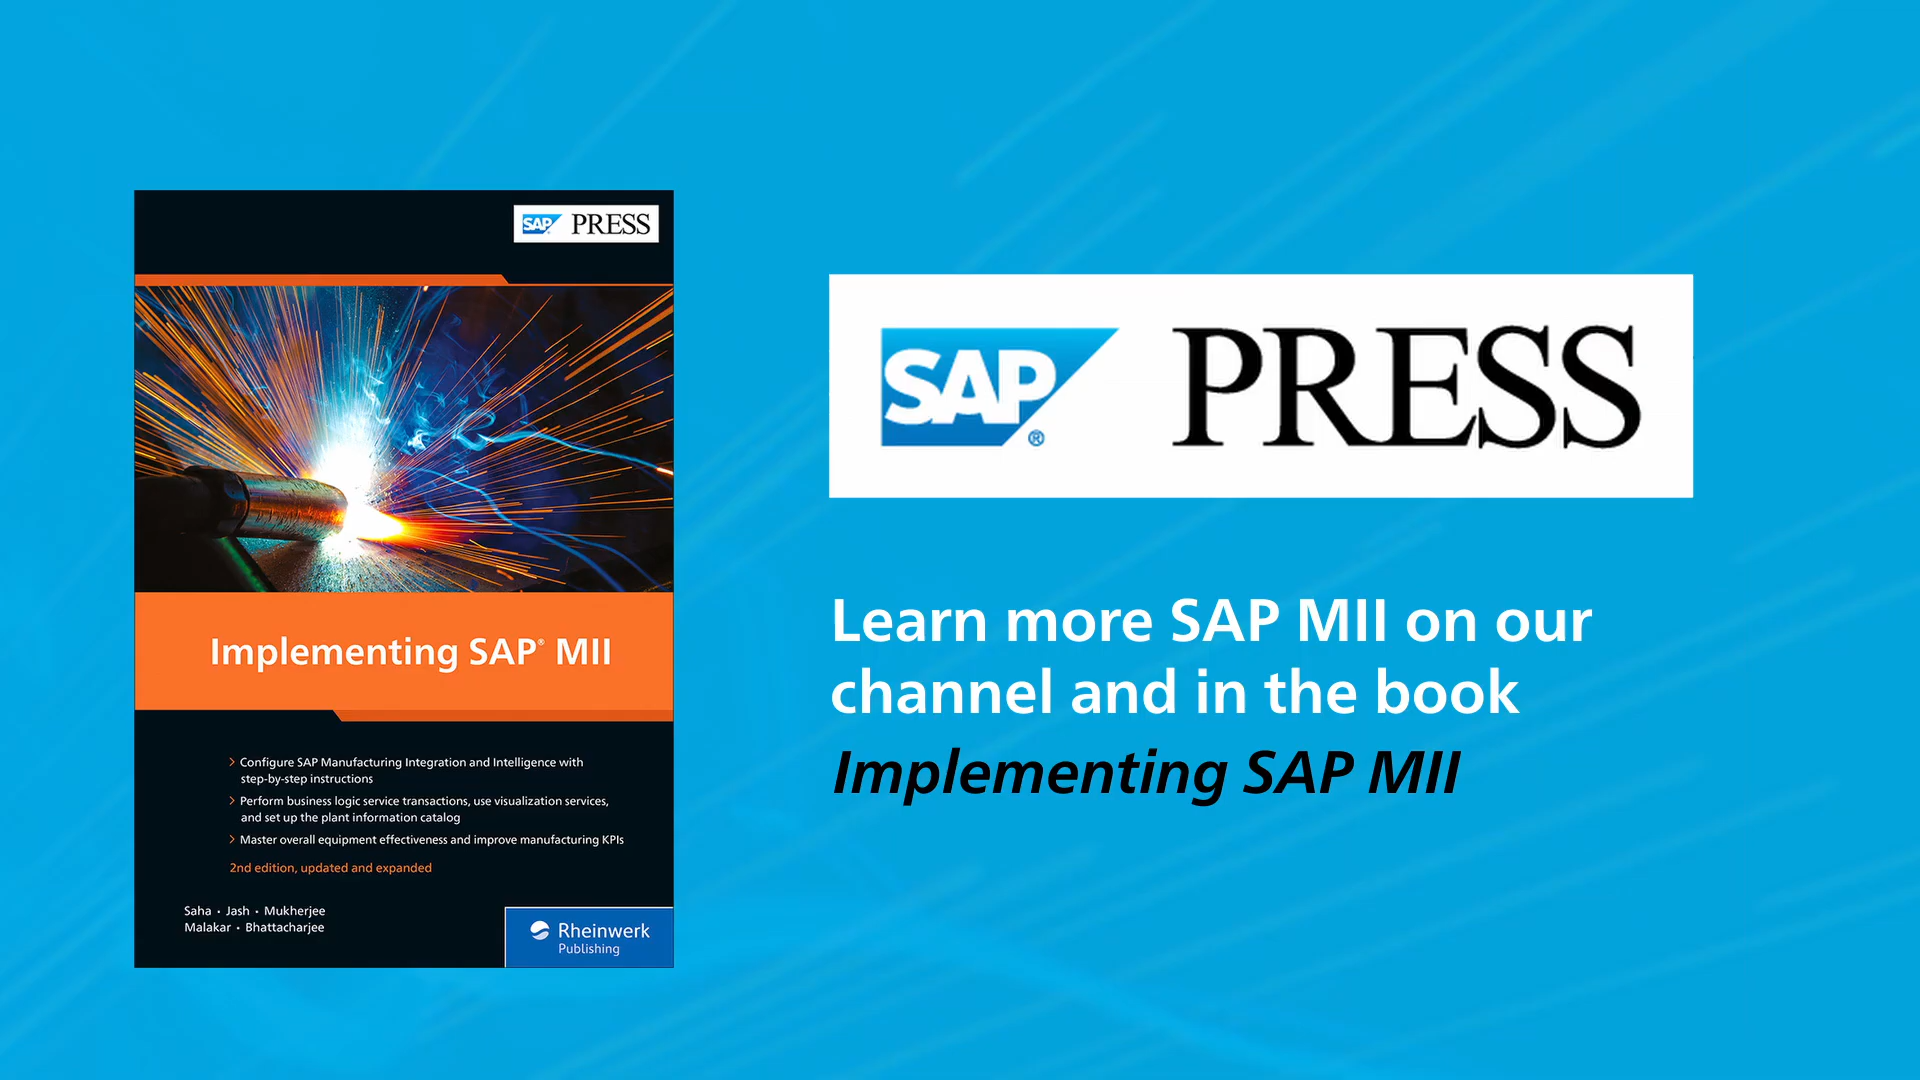 SAP PRESS
Implementing SAP® MII
> Configure SAP Manufacturing Integration and Intelligence with
step-by-step instructions
> Perform business logic service transactions, use visualization services,
and set up the plant information catalog
> Master overall equipment effectiveness and improve manufacturing KPIs
2nd edition, updated and expanded
Saha • Jash • Mukherjee
Malakar • Bhattacharjee
Rheinwerk
Publishing
SAP® PRESS
Learn more SAP MII on our
channel and in the book
Implementing SAP MII